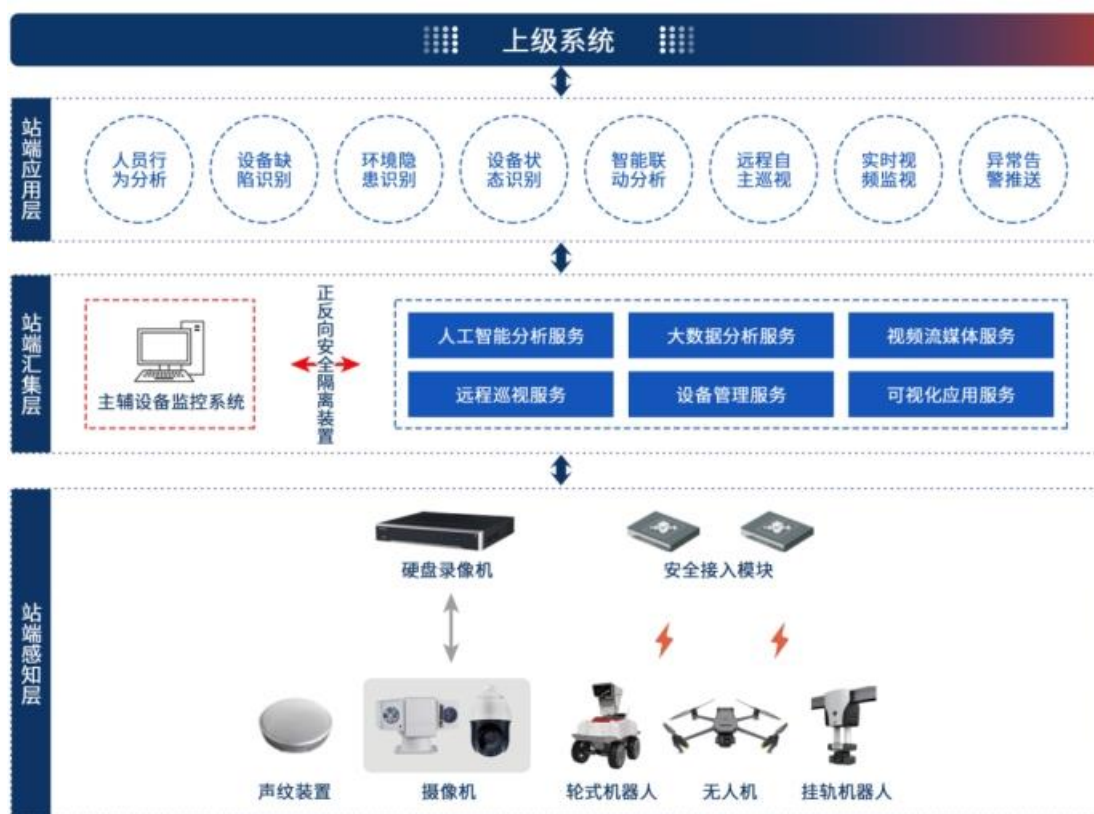 上级系统
站端应用层
人员行
为分析
设备缺
陷识别
环境隐
患识别
设备状
态识别
智能联
动分析
远程自
主巡视
实时视
频监视
异常告
警推送
站端汇集层
主辅设备监控系统
正反向安全隔离装置
人工智能分析服务
大数据分析服务
视频流媒体服务
远程巡视服务
设备管理服务
可视化应用服务
站端感知层
硬盘录像机
安全接入模块
声纹装置
摄像机
轮式机器人
无人机
挂轨机器人